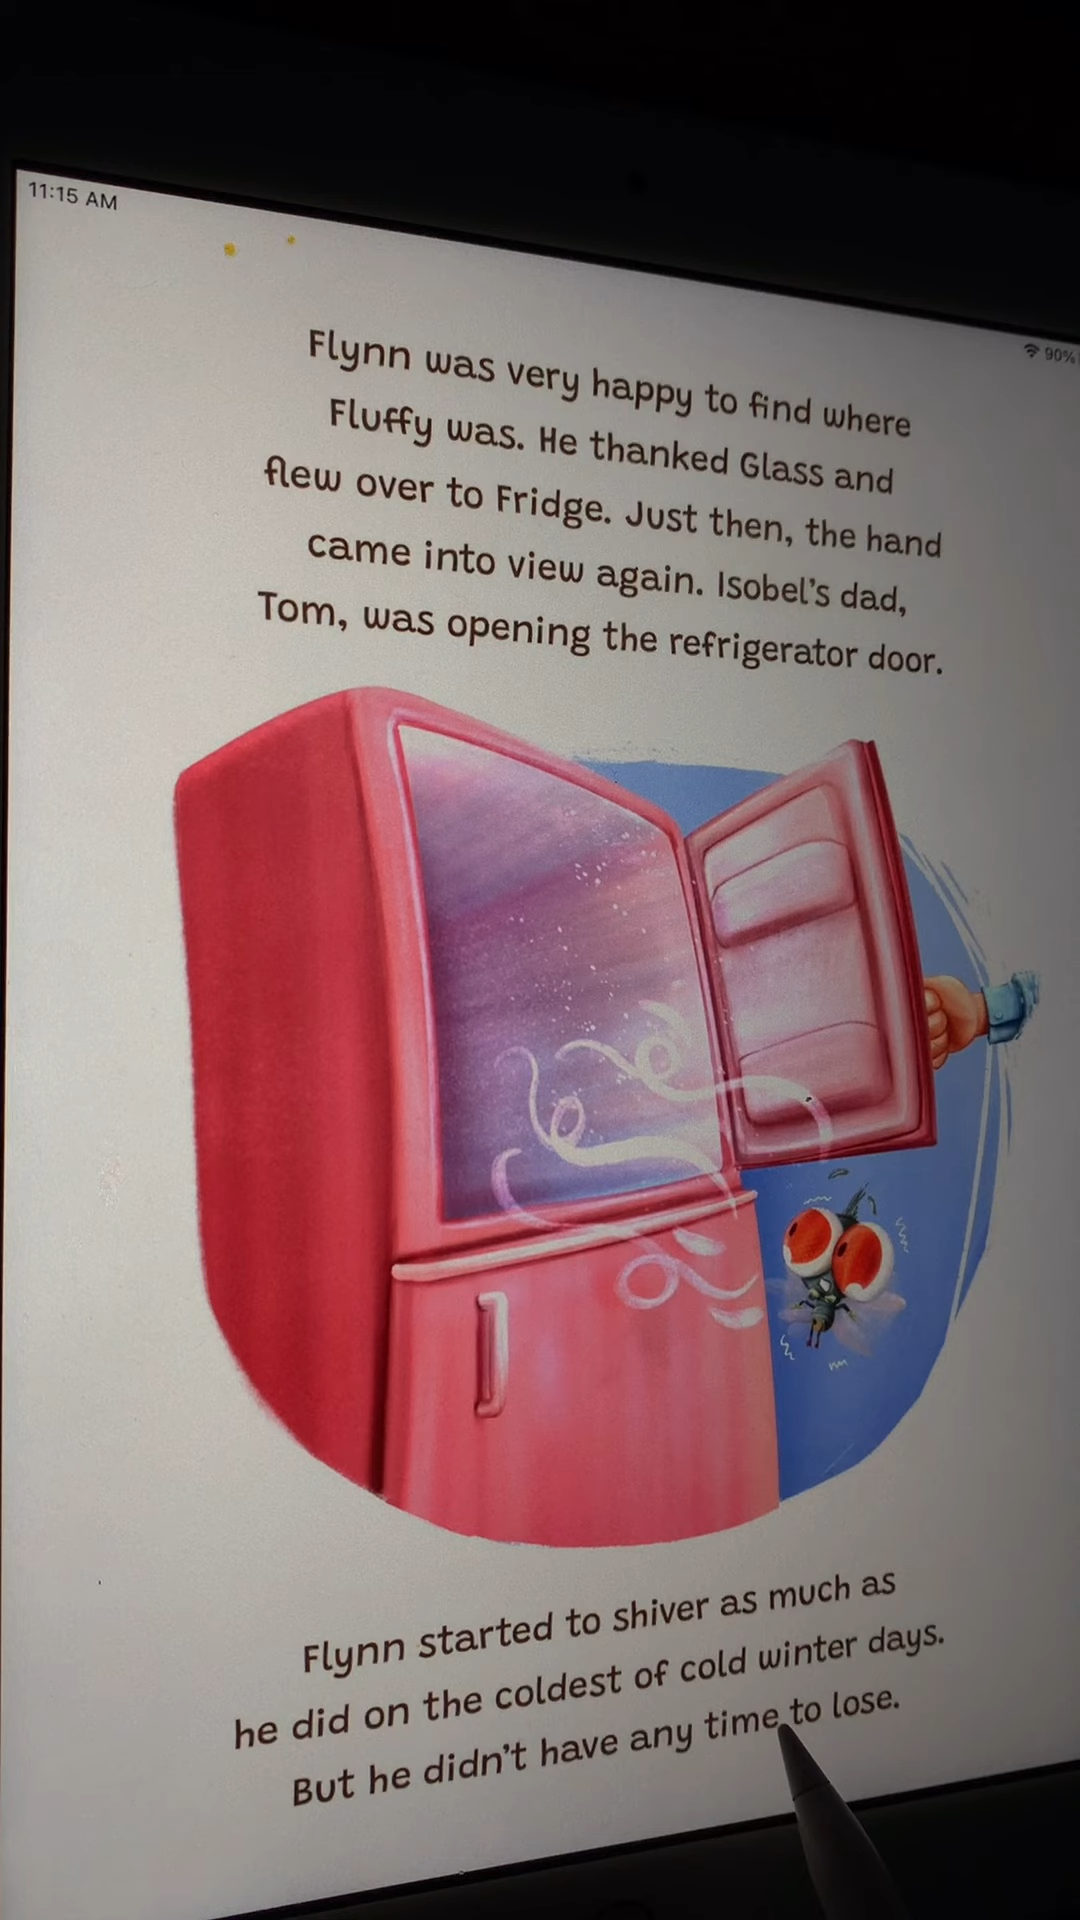 11:15 AM
90%
Flynn was very happy to find where
Fluffy was. He thanked Glass and
flew over to Fridge. Just then, the hand
came into view again. Isobel's dad,
Tom, was opening the refrigerator door.
Flynn started to shiver as much as
he did on the coldest of cold winter days.
But he didn't have any time to lose.